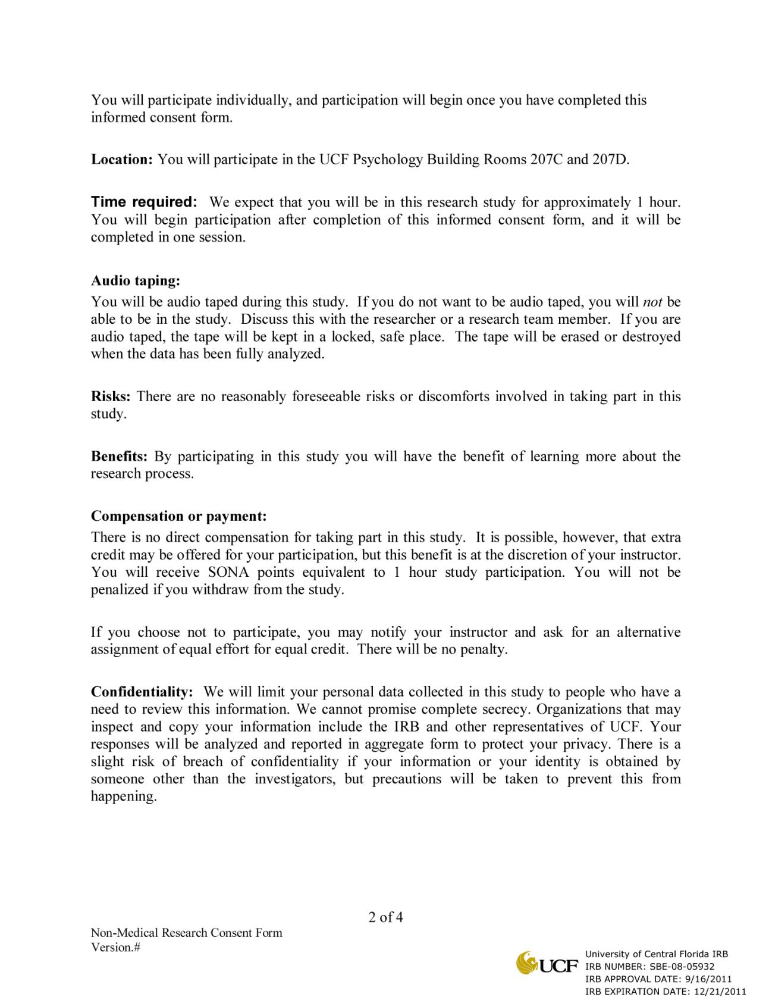 You will participate individually, and participation will begin once you have completed this
informed consent form.
Location: You will participate in the UCF Psychology Building Rooms 207C and 207D.
Time required: We expect that you will be in this research study for approximately 1 hour.
You will begin participation after completion of this informed consent form, and it will be
completed in one session.
Audio taping:
You will be audio taped during this study. If you do not want to be audio taped, you will not be
able to be in the study. Discuss this with the researcher or a research team member. If you are
audio taped, the tape will be kept in a locked, safe place. The tape will be erased or destroyed
when the data has been fully analyzed.
Risks: There are no reasonably foreseeable risks or discomforts involved in taking part in this
study.
Benefits: By participating in this study you will have the benefit of learning more about the
research process.
Compensation or payment:
There is no direct compensation for taking part in this study. It is possible, however, that extra
credit may be offered for your participation, but this benefit is at the discretion of your instructor.
You will receive SONA points equivalent to 1 hour study participation. You will not be
penalized if you withdraw from the study.
If you choose not to participate, you may notify your instructor and ask for an alternative
assignment of equal effort for equal credit. There will be no penalty.
Confidentiality: We will limit your personal data collected in this study to people who have a
need to review this information. We cannot promise complete secrecy. Organizations that may
inspect and copy your information include the IRB and other representatives of UCF. Your
responses will be analyzed and reported in aggregate form to protect your privacy. There is a
slight risk of breach of confidentiality if your information or your identity is obtained by
someone other than the investigators, but precautions will be taken to prevent this from
happening.
2 of 4
Non-Medical Research Consent Form
Version.#
UCF
University of Central Florida IRB
IRB NUMBER: SBE-08-05932
IRB APPROVAL DATE: 9/16/2011
IRB EXPIRATION DATE: 12/21/2011